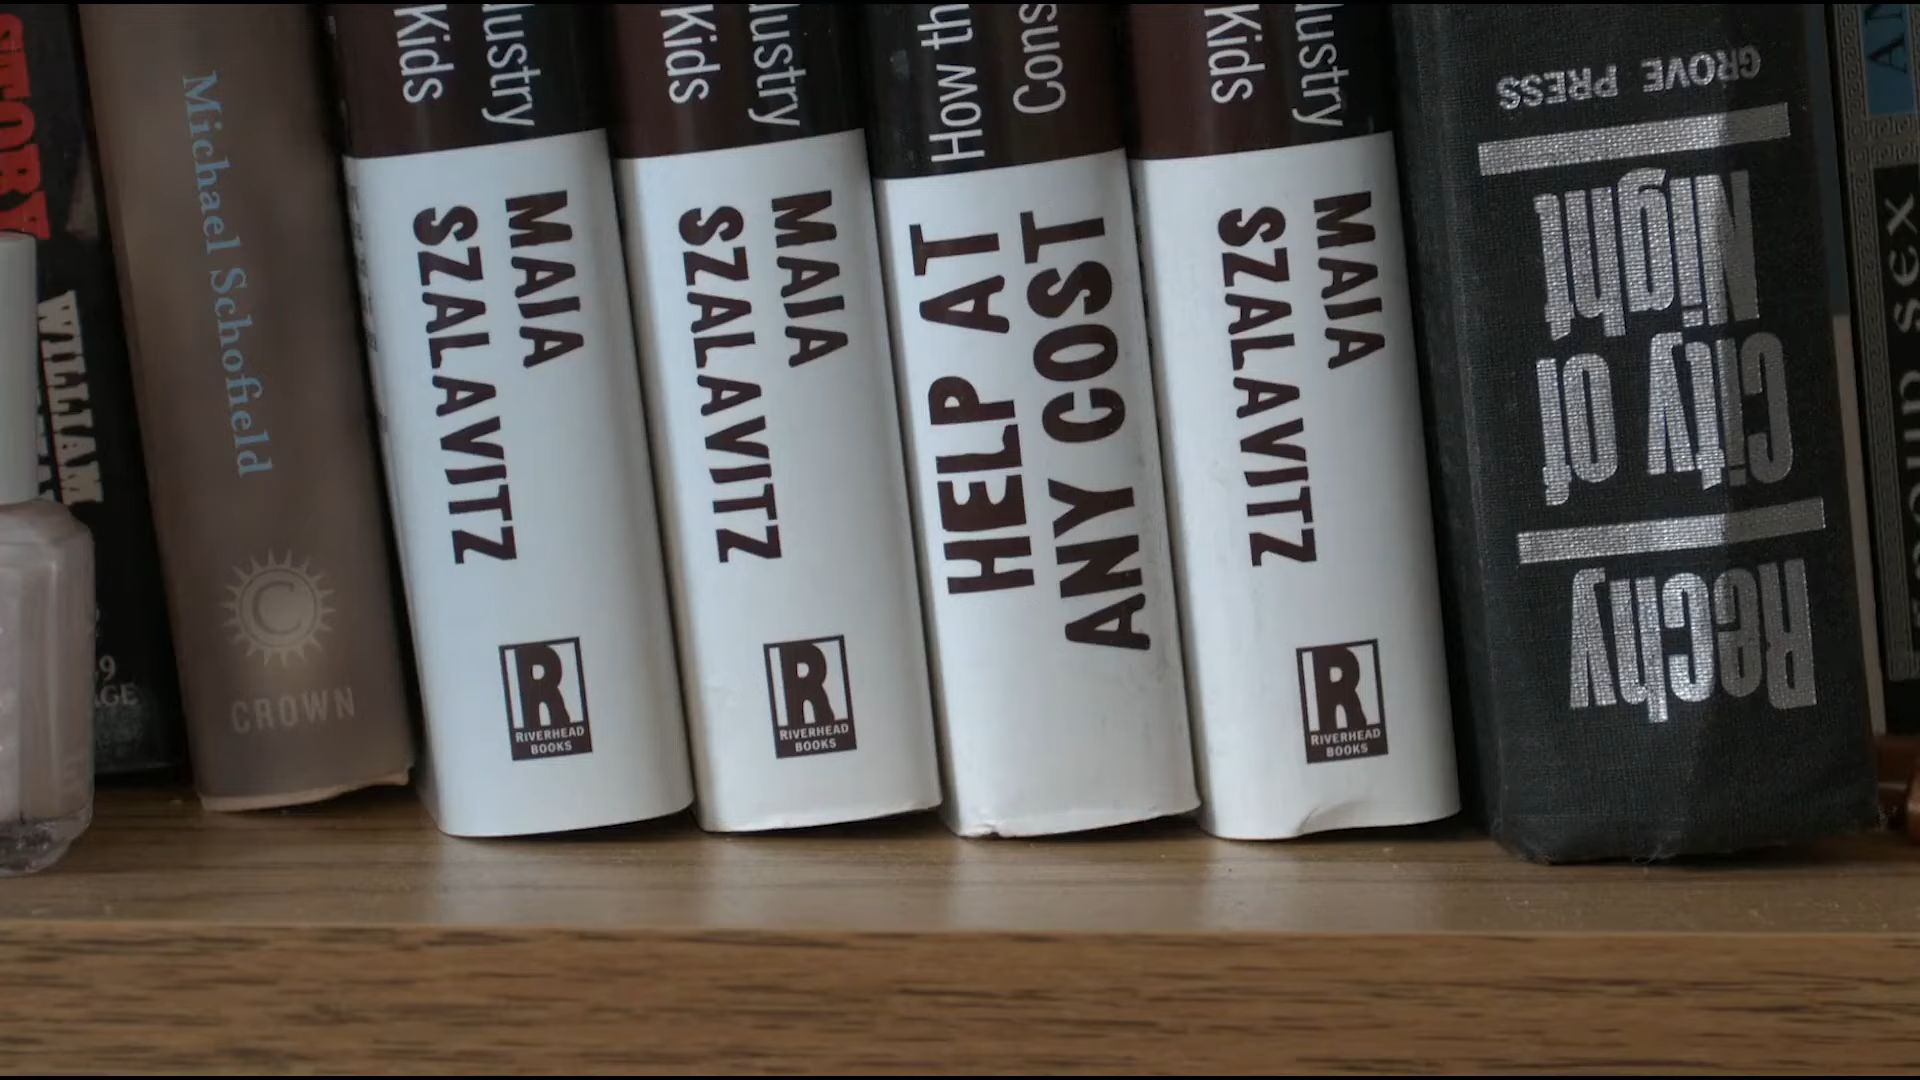 STORY
WILLIAM
Michael Schofield
C
CROWN
Kids
ustry
MAIA
SZALAVITZ
R
RIVERHEAD
BOOKS
Kids
ustry
MAIA
SZALAVITZ
R
RIVERHEAD
BOOKS
How th
Cons
HELP AT
ANY COST
Kids
ustry
MAIA
SZALAVITZ
R
RIVERHEAD
BOOKS
Rechy
City of
Night
GROVE PRESS
sex